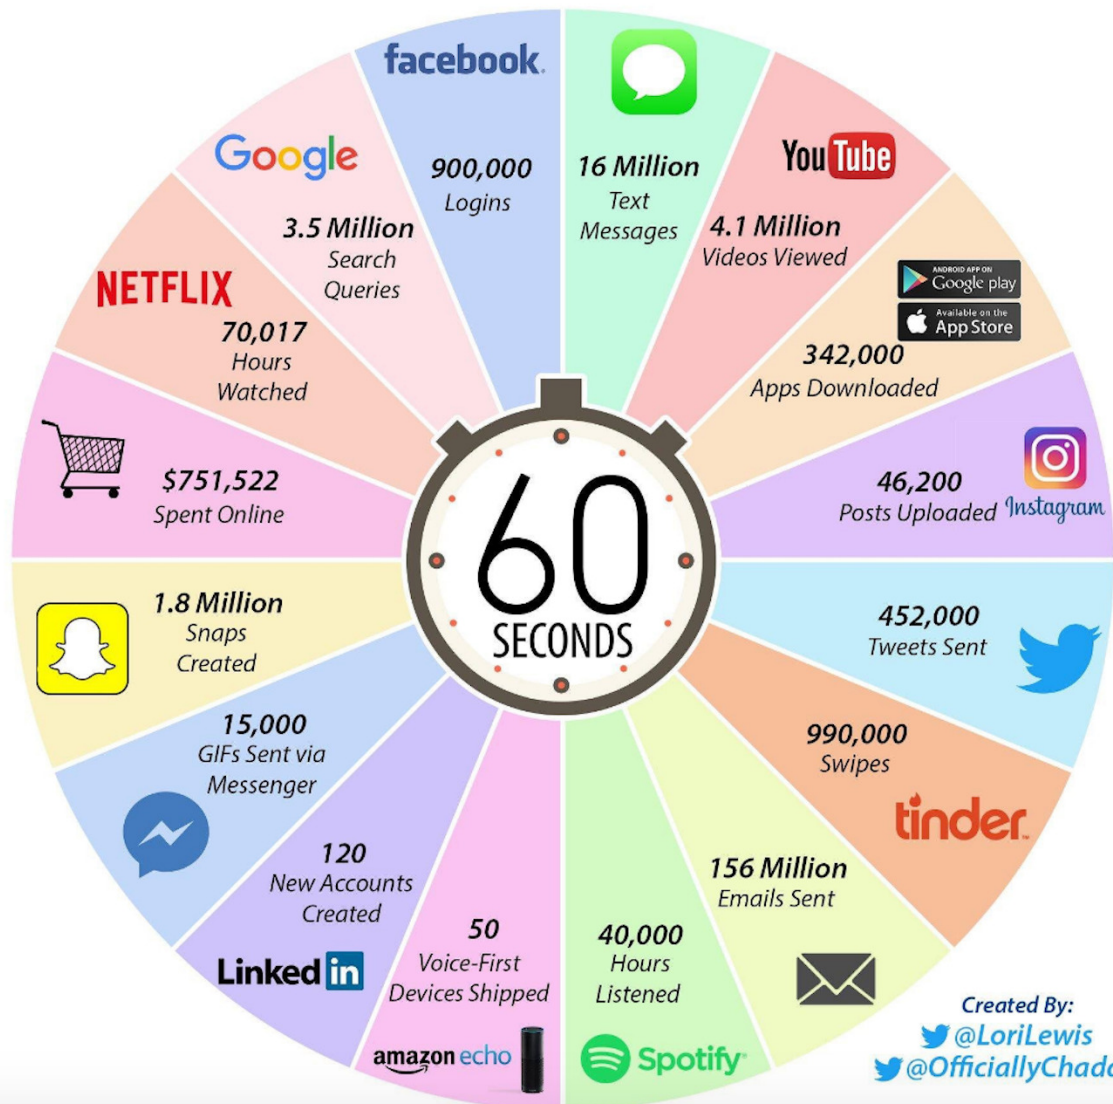 facebook
900,000
Logins
16 Million
Text
Messages
YouTube
4.1 Million
Videos Viewed
ANDROID APP ON
Google play
Available on the
App Store
342,000
Apps Downloaded
Instagram
46,200
Posts Uploaded
452,000
Tweets Sent
990,000
Swipes
tinder
156 Million
Emails Sent
40,000
Hours
Listened
Spotify
50
Voice-First
Devices Shipped
amazon echo
120
New Accounts
Created
Linked in
15,000
GIFs Sent via
Messenger
1.8 Million
Snaps
Created
$751,522
Spent Online
NETFLIX
70,017
Hours
Watched
Google
3.5 Million
Search
Queries
60
SECONDS
Created By:
@LoriLewis
@OfficiallyChadd